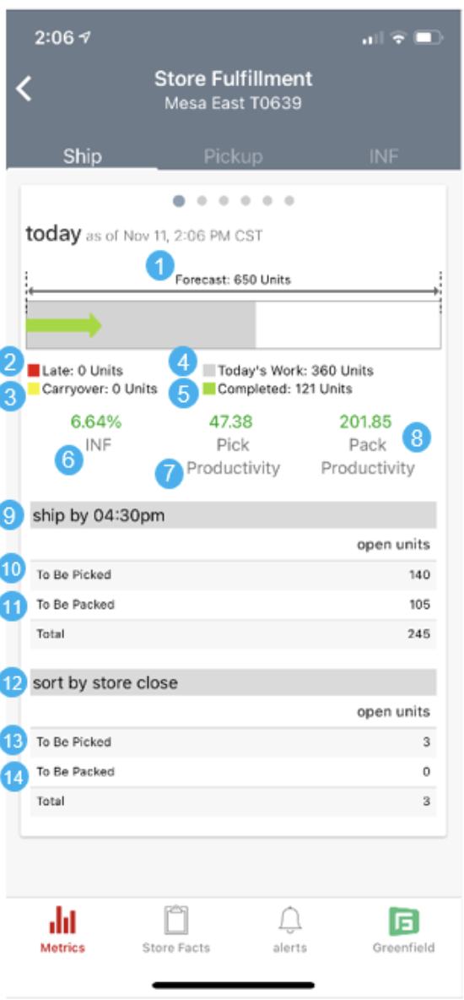 2:06
Store Fulfillment
Mesa East T0639
Ship Pickup INF
today as of Nov 11, 2:06 PM CST
1
Forecast: 650 Units
2 Late: 0 Units 4 Today's Work: 360 Units
3 Carryover: 0 Units 5 Completed: 121 Units
6.64% 47.38 201.85
6 INF 7 Pick Productivity 8 Pack Productivity
9 ship by 04:30pm
open units
10 To Be Picked 140
11 To Be Packed 105
Total 245
12 sort by store close
open units
13 To Be Picked 3
14 To Be Packed 0
Total 3
Metrics Store Facts alerts Greenfield